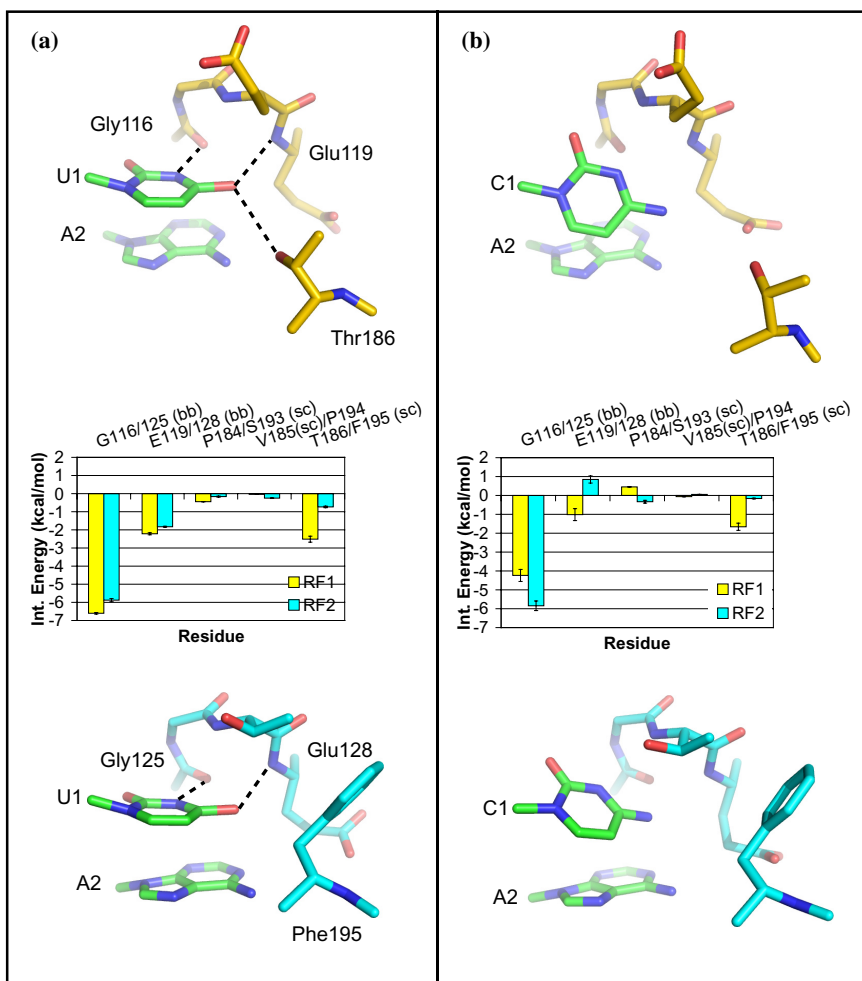 (a)
Gly116
Glu119
U1
A2
Thr186
G116/125 (bb)
E119/128 (bb)
P184/S193 (sc)
V185(sc)/P194
T186/F195 (sc)
Int. Energy (kcal/mol)
2
1
0
-1
-2
-3
-4
-5
-6
-7
RF1
RF2
Residue
Gly125
Glu128
U1
A2
Phe195
(b)
C1
A2
G116/125 (bb)
E119/128 (bb)
P184/S193 (sc)
V185(sc)/P194
T186/F195 (sc)
Int. Energy (kcal/mol)
2
1
0
-1
-2
-3
-4
-5
-6
-7
RF1
RF2
Residue
C1
A2